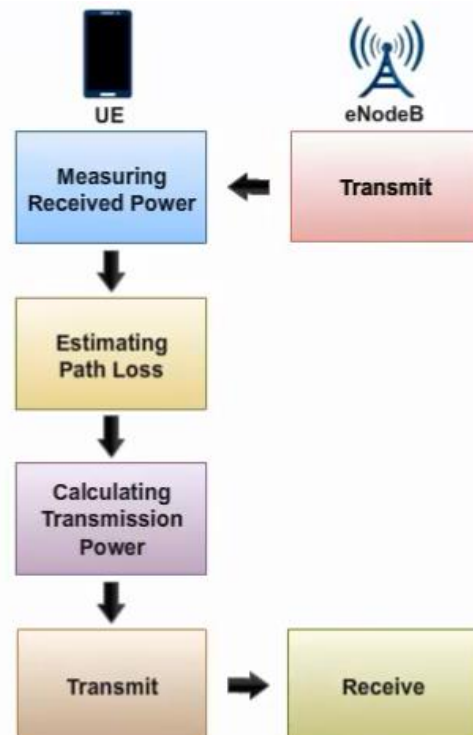 UE
eNodeB
Measuring
Received Power
Transmit
Estimating
Path Loss
Calculating
Transmission
Power
Transmit
Receive